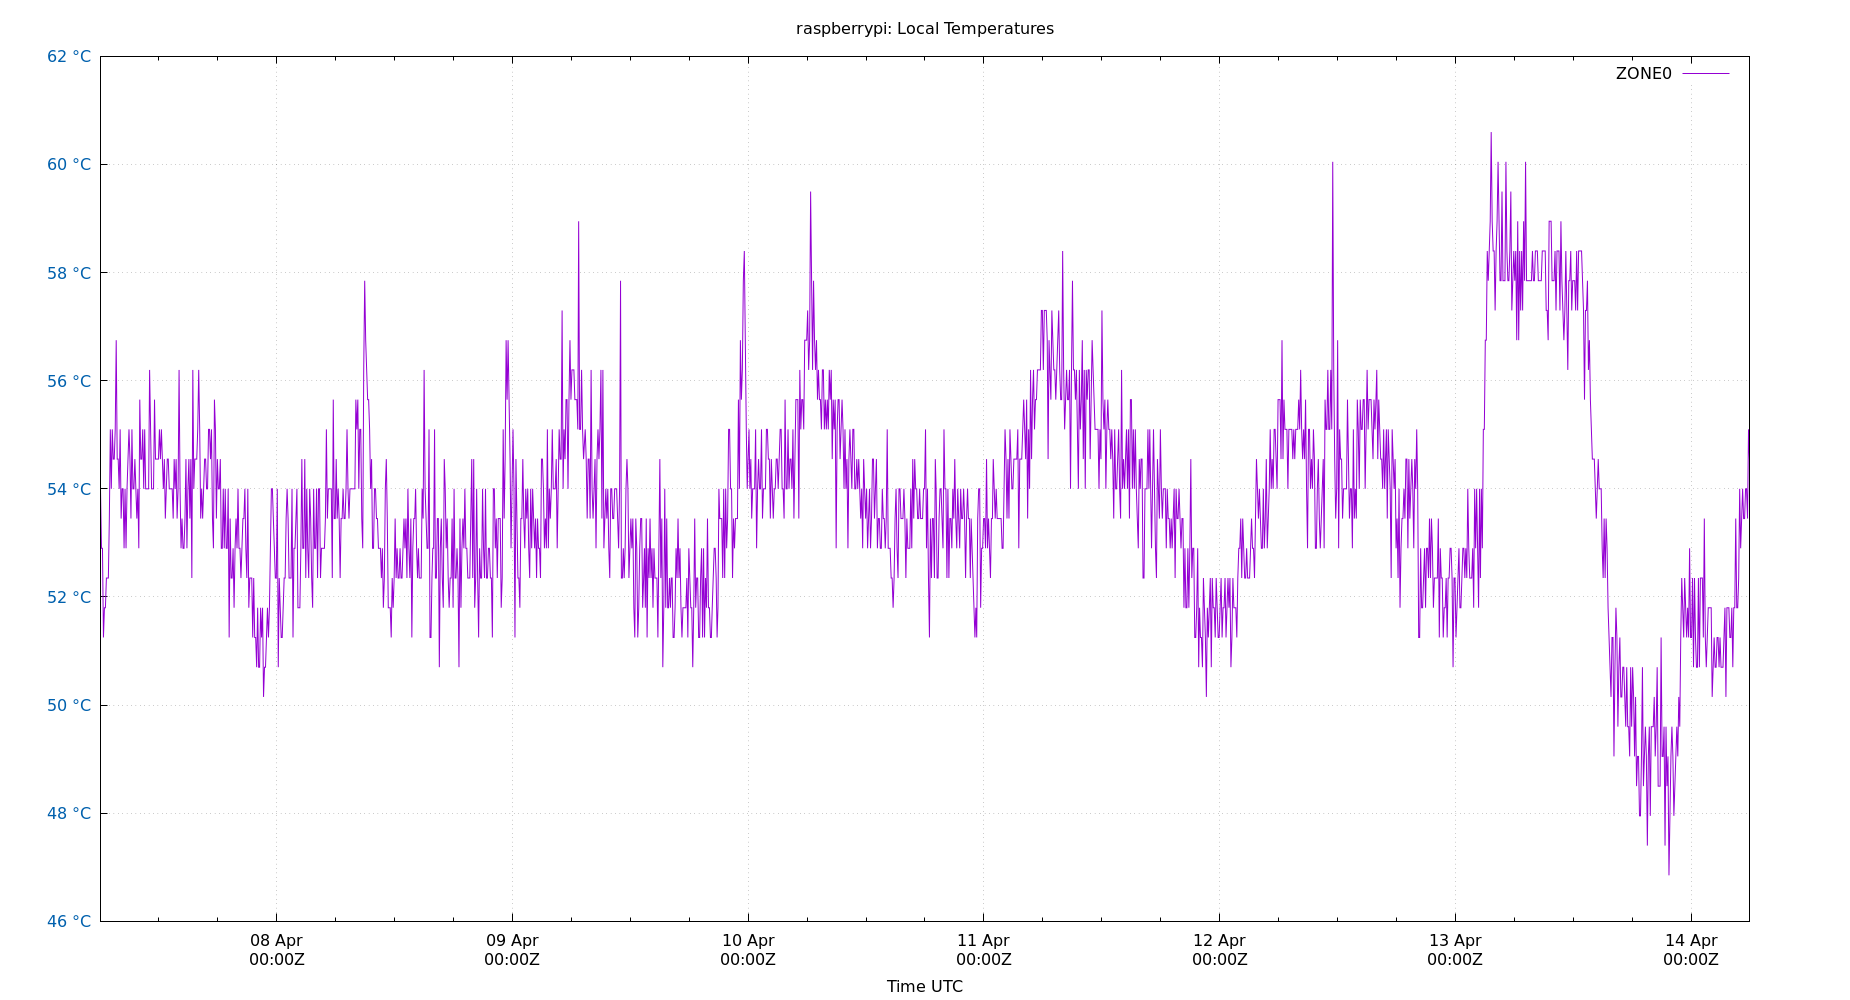 raspberrypi: Local Temperatures
62 °C
ZONE0
60 °C
58 °C
56 °C
54 °C
52 °C
50 °C
48 °C
46 °C
08 Apr 09 Apr 10 Apr 11 Apr 12 Apr 13 Apr 14 Apr
00:00Z 00:00Z 00:00Z 00:00Z 00:00Z 00:00Z 00:00Z
Time UTC